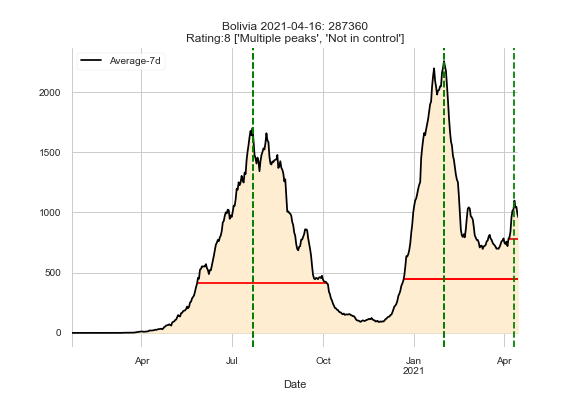 Bolivia 2021-04-16: 287360
Rating:8 ['Multiple peaks', 'Not in control']
Average-7d
2000
1500
1000
500
0
Apr
Jul
Oct
Jan
2021
Apr
Date